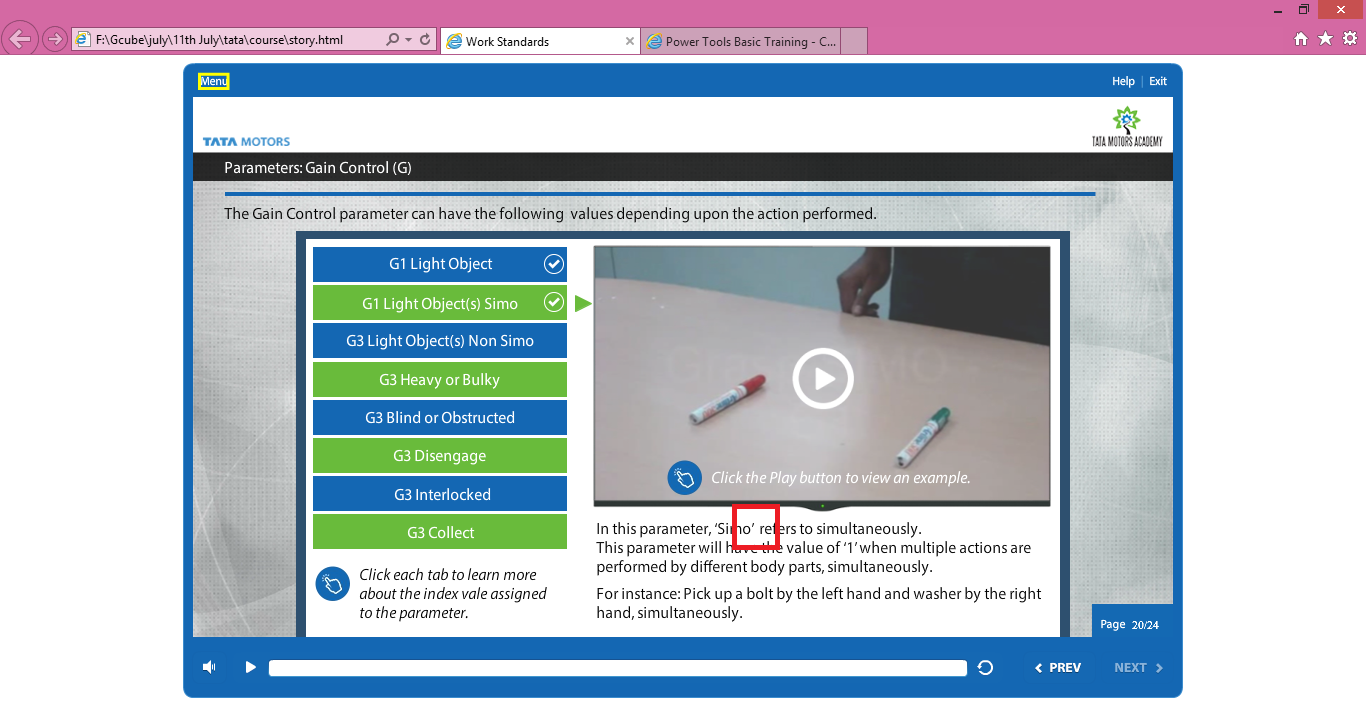 F:\Gcube\july\11th July\tata\course\story.html
Work Standards
Power Tools Basic Training - C...
Menu
Help | Exit
TATA MOTORS
TATA MOTORS ACADEMY
Parameters: Gain Control (G)
The Gain Control parameter can have the following values depending upon the action performed.
G1 Light Object
G1 Light Object(s) Simo
G3 Light Object(s) Non Simo
G3 Heavy or Bulky
G3 Blind or Obstructed
G3 Disengage
G3 Interlocked
G3 Collect
Click each tab to learn more
about the index vale assigned
to the parameter.
Click the Play button to view an example.
In this parameter, ‘Simo’ refers to simultaneously.
This parameter will have the value of ‘1’ when multiple actions are
performed by different body parts, simultaneously.
For instance: Pick up a bolt by the left hand and washer by the right
hand, simultaneously.
Page 20/24
PREV
NEXT